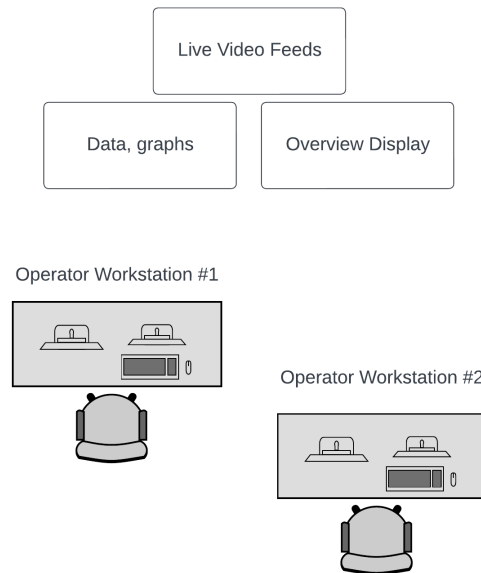 Live Video Feeds
Data, graphs
Overview Display
Operator Workstation #1
Operator Workstation #2